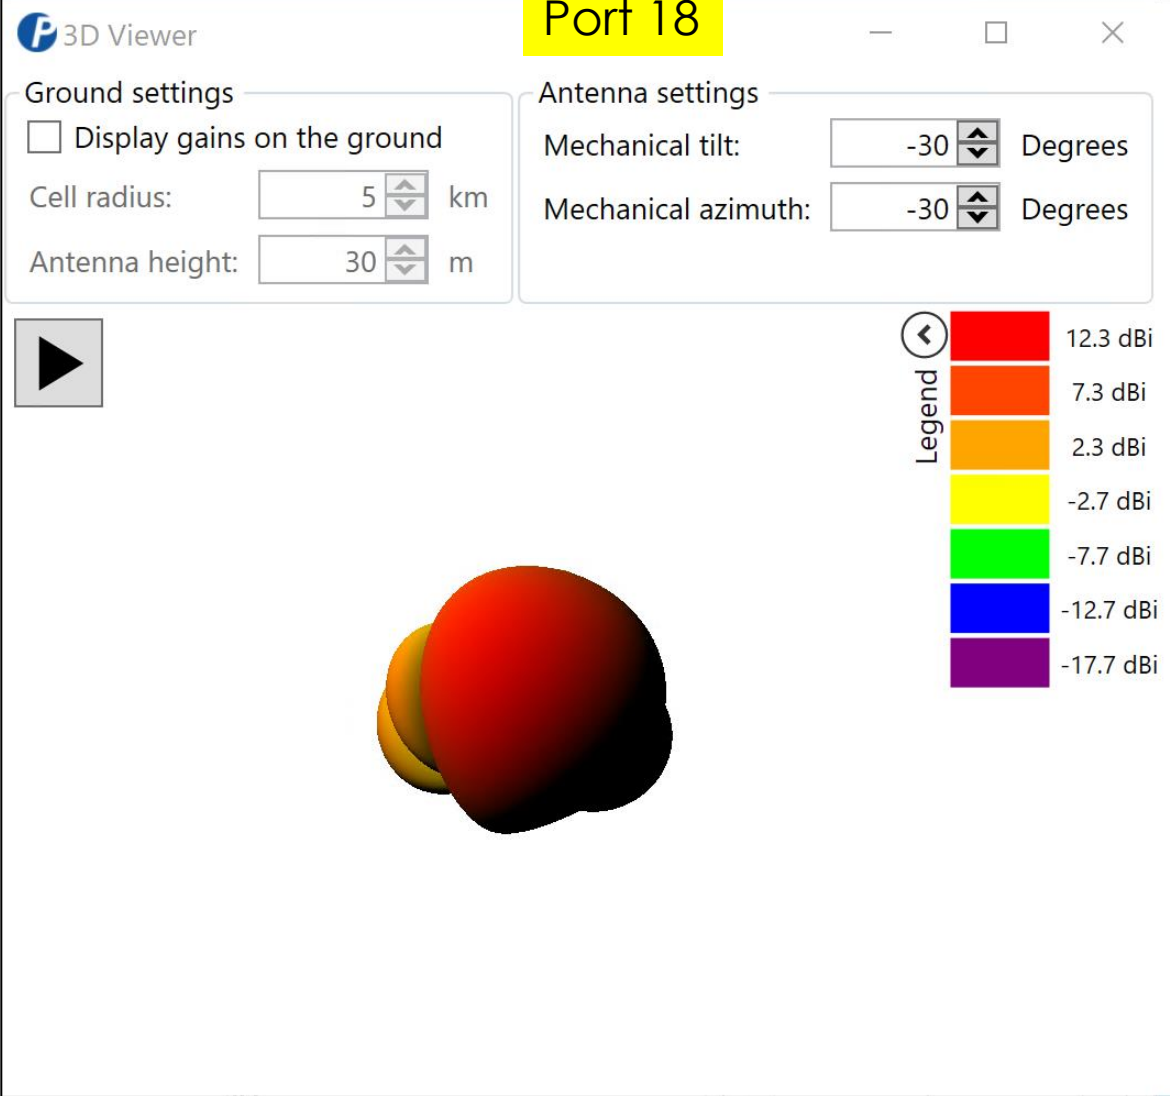 Port 18
3D Viewer
Ground settings
Display gains on the ground
Cell radius: 5 km
Antenna height: 30 m
Antenna settings
Mechanical tilt: -30 Degrees
Mechanical azimuth: -30 Degrees
Legend
12.3 dBi
7.3 dBi
2.3 dBi
-2.7 dBi
-7.7 dBi
-12.7 dBi
-17.7 dBi